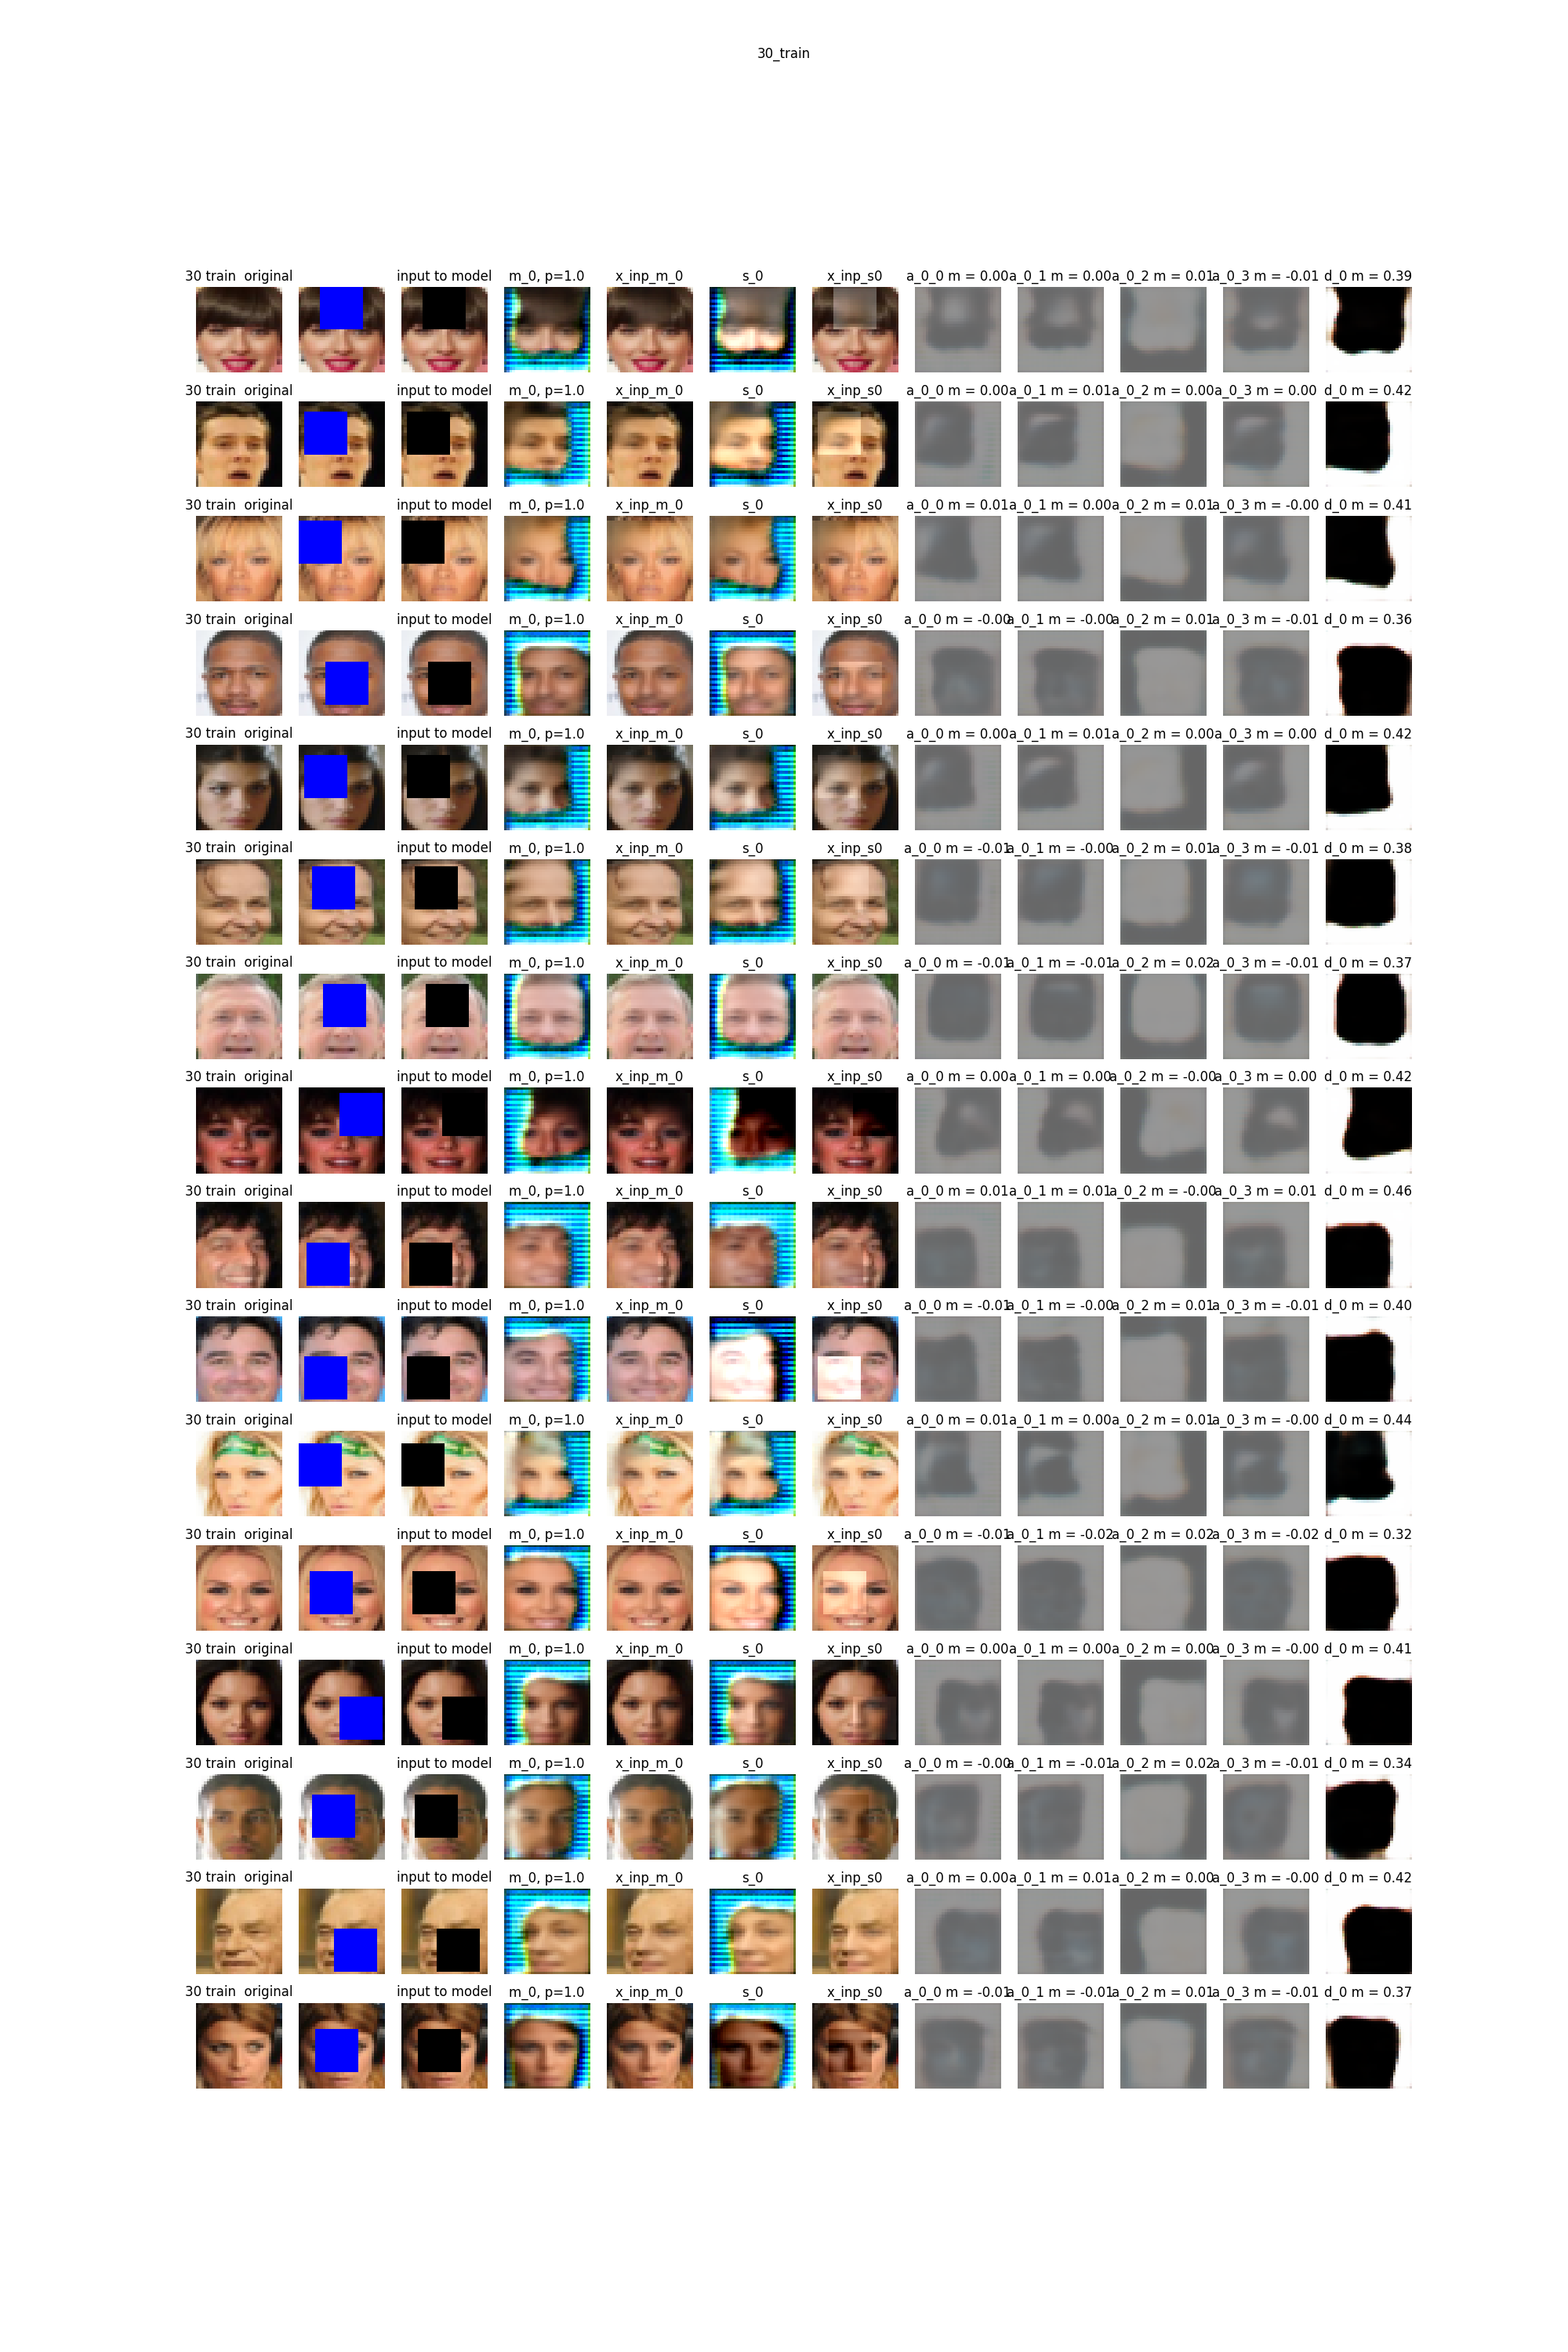 30_train
30 train  original input to model m_0, p=1.0 x_inp_m_0 s_0 x_inp_s0 a_0_0 m = 0.00 a_0_1 m = 0.00 a_0_2 m = 0.01 a_0_3 m = -0.01 d_0 m = 0.39
30 train  original input to model m_0, p=1.0 x_inp_m_0 s_0 x_inp_s0 a_0_0 m = 0.00 a_0_1 m = 0.01 a_0_2 m = 0.00 a_0_3 m = 0.00 d_0 m = 0.42
30 train  original input to model m_0, p=1.0 x_inp_m_0 s_0 x_inp_s0 a_0_0 m = 0.01 a_0_1 m = 0.00 a_0_2 m = 0.01 a_0_3 m = -0.00 d_0 m = 0.41
30 train  original input to model m_0, p=1.0 x_inp_m_0 s_0 x_inp_s0 a_0_0 m = -0.00 a_0_1 m = -0.00 a_0_2 m = 0.01 a_0_3 m = -0.01 d_0 m = 0.36
30 train  original input to model m_0, p=1.0 x_inp_m_0 s_0 x_inp_s0 a_0_0 m = 0.00 a_0_1 m = 0.01 a_0_2 m = 0.00 a_0_3 m = 0.00 d_0 m = 0.42
30 train  original input to model m_0, p=1.0 x_inp_m_0 s_0 x_inp_s0 a_0_0 m = -0.01 a_0_1 m = -0.00 a_0_2 m = 0.01 a_0_3 m = -0.01 d_0 m = 0.38
30 train  original input to model m_0, p=1.0 x_inp_m_0 s_0 x_inp_s0 a_0_0 m = -0.01 a_0_1 m = -0.01 a_0_2 m = 0.02 a_0_3 m = -0.01 d_0 m = 0.37
30 train  original input to model m_0, p=1.0 x_inp_m_0 s_0 x_inp_s0 a_0_0 m = 0.00 a_0_1 m = 0.00 a_0_2 m = -0.00 a_0_3 m = 0.00 d_0 m = 0.42
30 train  original input to model m_0, p=1.0 x_inp_m_0 s_0 x_inp_s0 a_0_0 m = 0.01 a_0_1 m = 0.01 a_0_2 m = -0.00 a_0_3 m = 0.01 d_0 m = 0.46
30 train  original input to model m_0, p=1.0 x_inp_m_0 s_0 x_inp_s0 a_0_0 m = -0.01 a_0_1 m = -0.00 a_0_2 m = 0.01 a_0_3 m = -0.01 d_0 m = 0.40
30 train  original input to model m_0, p=1.0 x_inp_m_0 s_0 x_inp_s0 a_0_0 m = 0.01 a_0_1 m = 0.00 a_0_2 m = 0.01 a_0_3 m = -0.00 d_0 m = 0.44
30 train  original input to model m_0, p=1.0 x_inp_m_0 s_0 x_inp_s0 a_0_0 m = -0.01 a_0_1 m = -0.02 a_0_2 m = 0.02 a_0_3 m = -0.02 d_0 m = 0.32
30 train  original input to model m_0, p=1.0 x_inp_m_0 s_0 x_inp_s0 a_0_0 m = 0.00 a_0_1 m = 0.00 a_0_2 m = 0.00 a_0_3 m = -0.00 d_0 m = 0.41
30 train  original input to model m_0, p=1.0 x_inp_m_0 s_0 x_inp_s0 a_0_0 m = -0.00 a_0_1 m = -0.01 a_0_2 m = 0.02 a_0_3 m = -0.01 d_0 m = 0.34
30 train  original input to model m_0, p=1.0 x_inp_m_0 s_0 x_inp_s0 a_0_0 m = 0.00 a_0_1 m = 0.01 a_0_2 m = 0.00 a_0_3 m = -0.00 d_0 m = 0.42
30 train  original input to model m_0, p=1.0 x_inp_m_0 s_0 x_inp_s0 a_0_0 m = -0.01 a_0_1 m = -0.01 a_0_2 m = 0.01 a_0_3 m = -0.01 d_0 m = 0.37